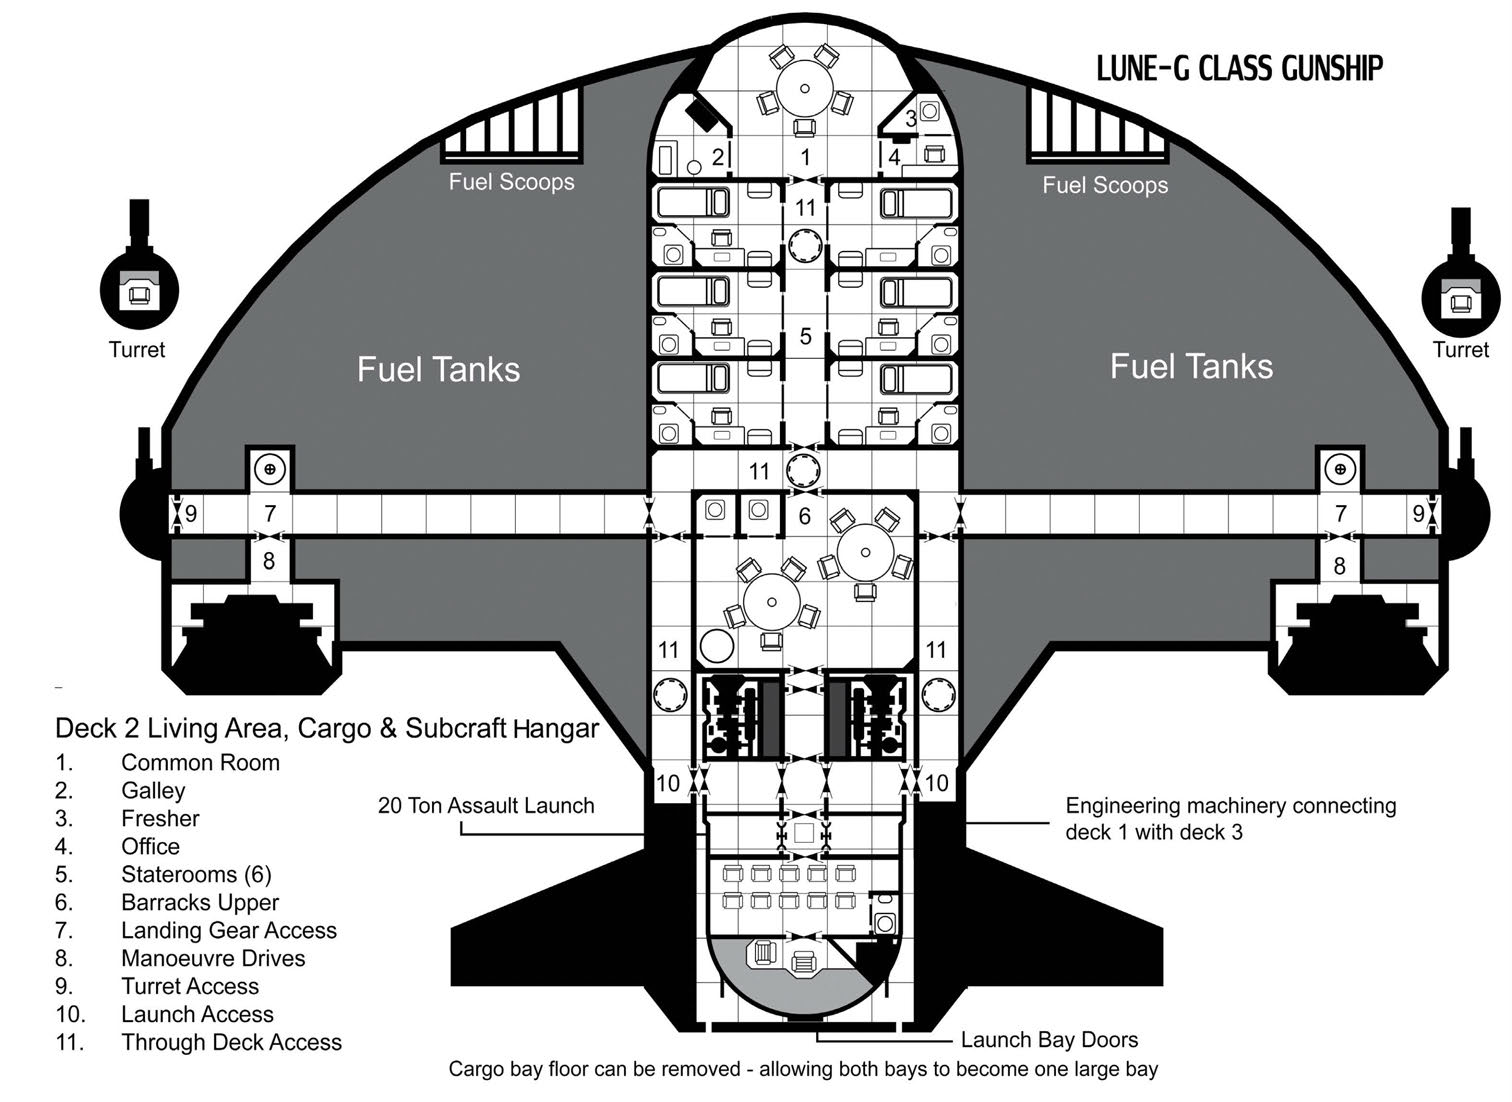 LUNE-G CLASS GUNSHIP
3
2
1
4
Fuel Scoops
Fuel Scoops
11
5
Turret
Turret
Fuel Tanks
Fuel Tanks
11
9
7
6
7
9
8
8
11
11
10
10
Deck 2 Living Area, Cargo & Subcraft Hangar
1. Common Room
2. Galley
3. Fresher
4. Office
5. Staterooms (6)
6. Barracks Upper
7. Landing Gear Access
8. Manoeuvre Drives
9. Turret Access
10. Launch Access
11. Through Deck Access
20 Ton Assault Launch
Engineering machinery connecting
deck 1 with deck 3
Launch Bay Doors
Cargo bay floor can be removed - allowing both bays to become one large bay